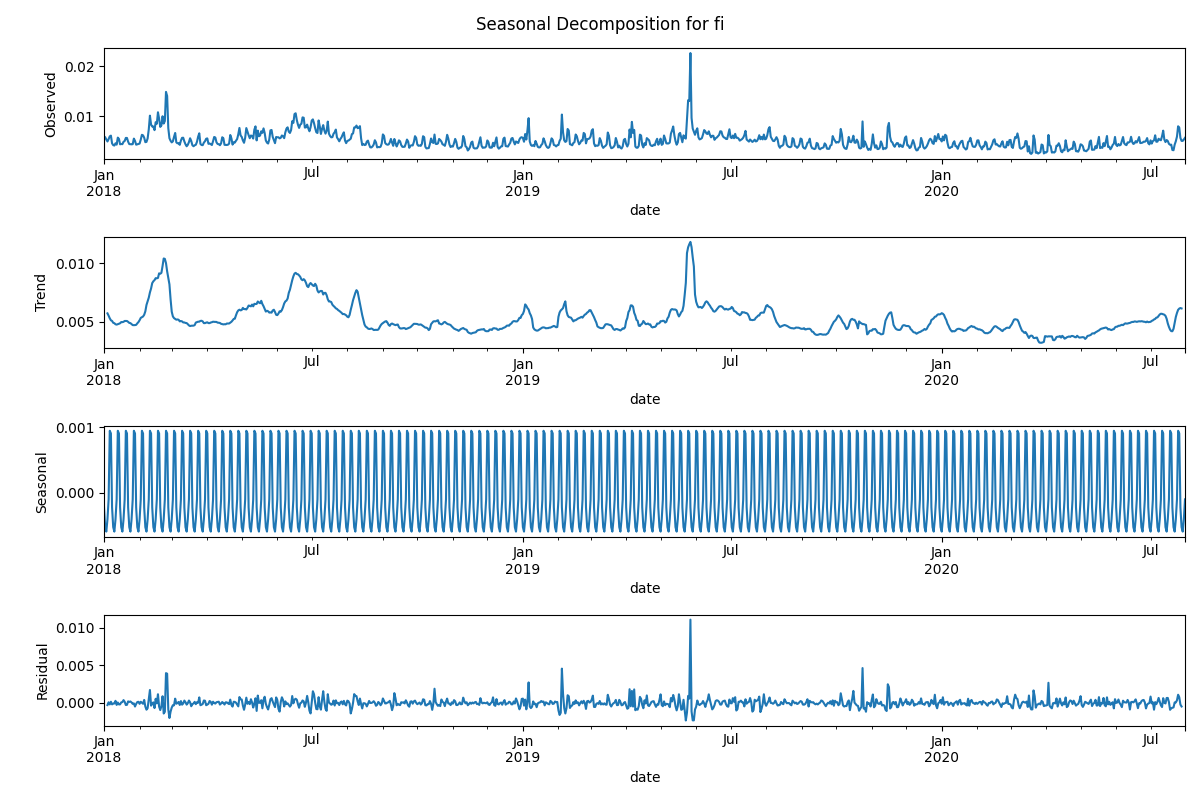 Seasonal Decomposition for fi
Observed
0.02
0.01
Jan
2018
Jul
Jan
2019
Jul
Jan
2020
Jul
date
Trend
0.010
0.005
Jan
2018
Jul
Jan
2019
Jul
Jan
2020
Jul
date
Seasonal
0.001
0.000
Jan
2018
Jul
Jan
2019
Jul
Jan
2020
Jul
date
Residual
0.010
0.005
0.000
Jan
2018
Jul
Jan
2019
Jul
Jan
2020
Jul
date